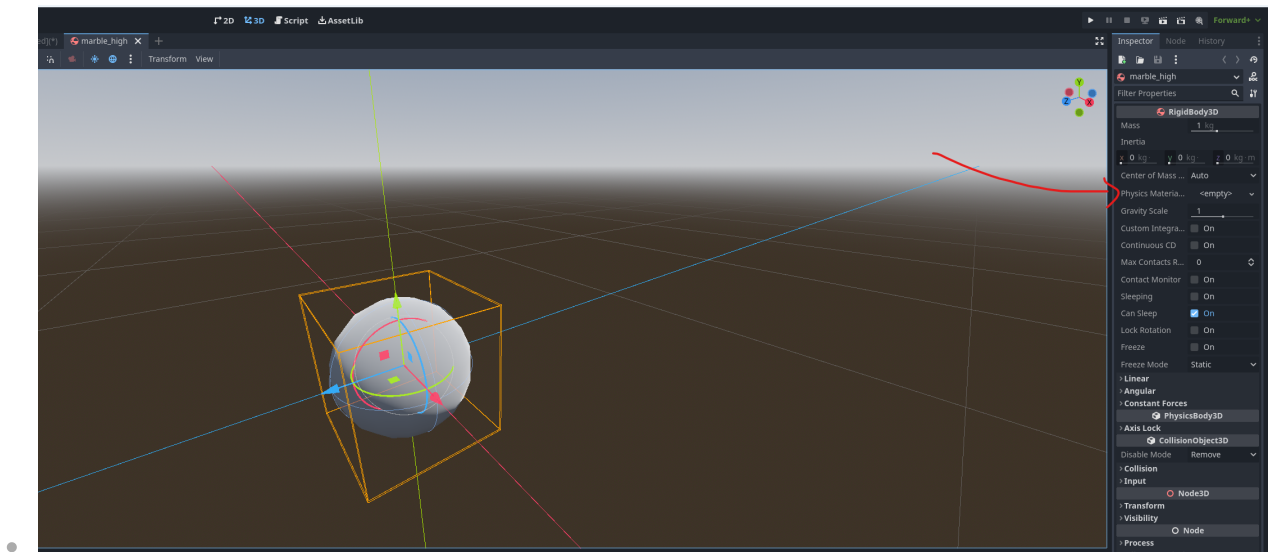 2D 3D Script AssetLib Forward+
ed](*) marble_high Inspector Node History
Transform View
marble_high
Filter Properties
RigidBody3D
Mass 1 kg
Inertia
x 0 kg y 0 kg z 0 kg·m
Center of Mass ... Auto
Physics Materia... <empty>
Gravity Scale 1
Custom Integra... On
Continuous CD On
Max Contacts R... 0
Contact Monitor On
Sleeping On
Can Sleep On
Lock Rotation On
Freeze On
Freeze Mode Static
Linear
Angular
Constant Forces
PhysicsBody3D
Axis Lock
CollisionObject3D
Disable Mode Remove
Collision
Input
Node3D
Transform
Visibility
Node
Process
Y
Z X